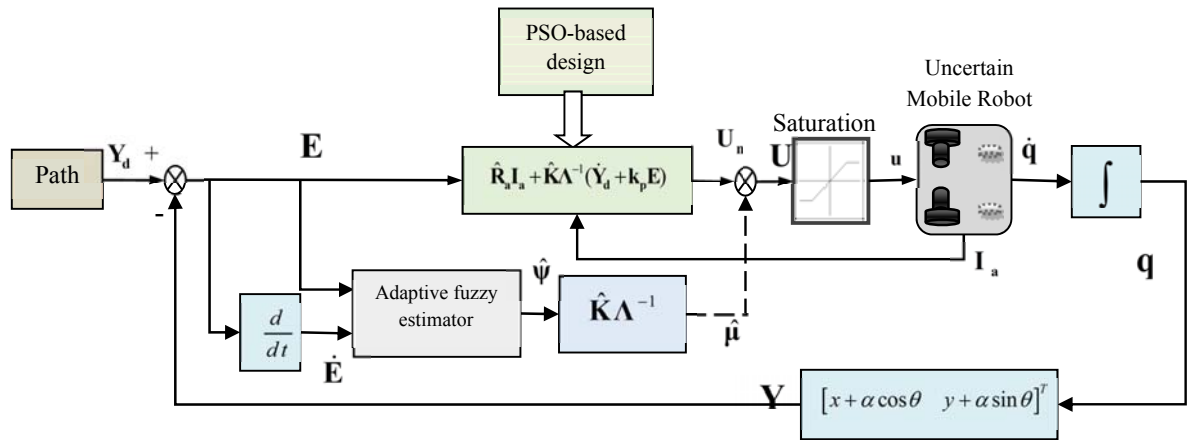 PSO-based
design
Uncertain
Mobile Robot
Path
Y_d
+
-
E
R̂_a I_a + K̂Λ⁻¹(Ẏ_d + k_p E)
U_n
U
Saturation
u
q̇
∫
I_a
q
Adaptive fuzzy
estimator
ψ̂
K̂Λ⁻¹
μ̂
d
dt
Ė
Y
[x + α cos θ y + α sin θ]ᵀ